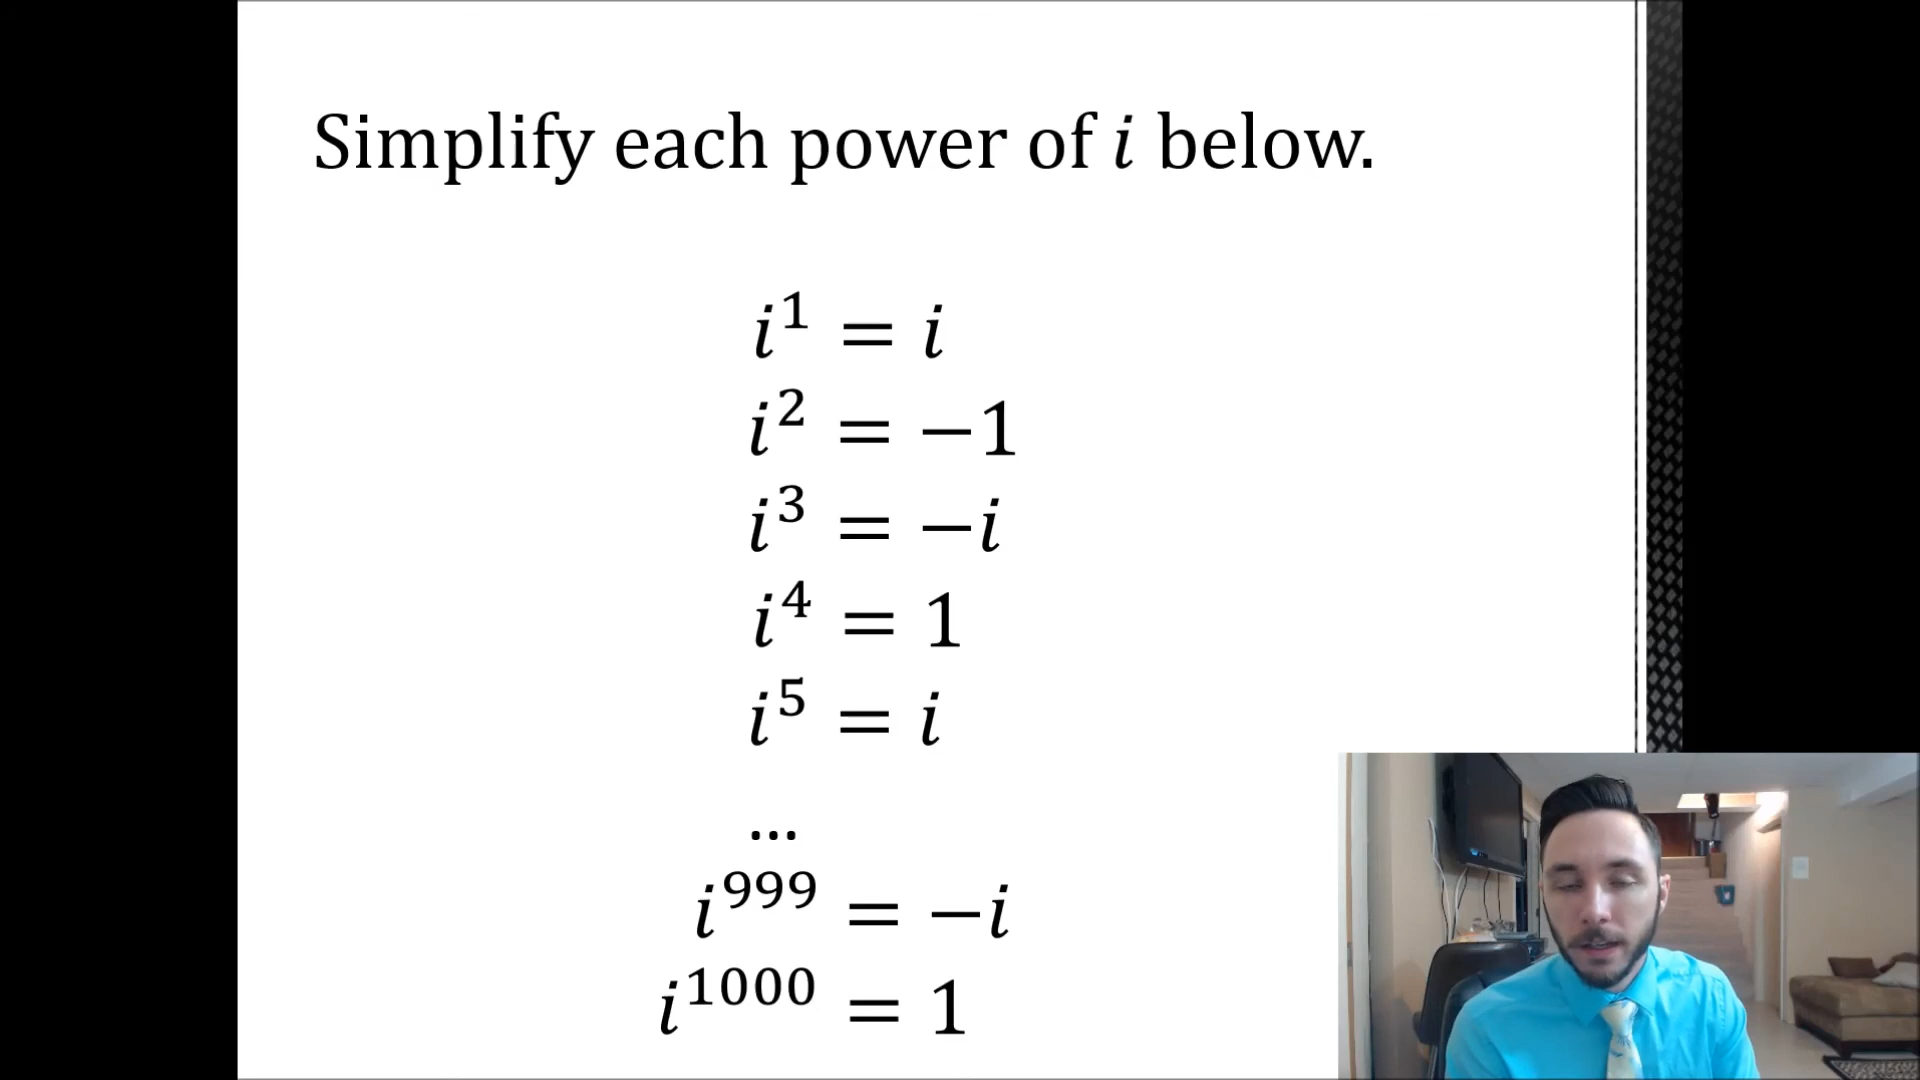 Simplify each power of i below.
i¹ = i
i² = −1
i³ = −i
i⁴ = 1
i⁵ = i
...
i⁹⁹⁹ = −i
i¹⁰⁰⁰ = 1